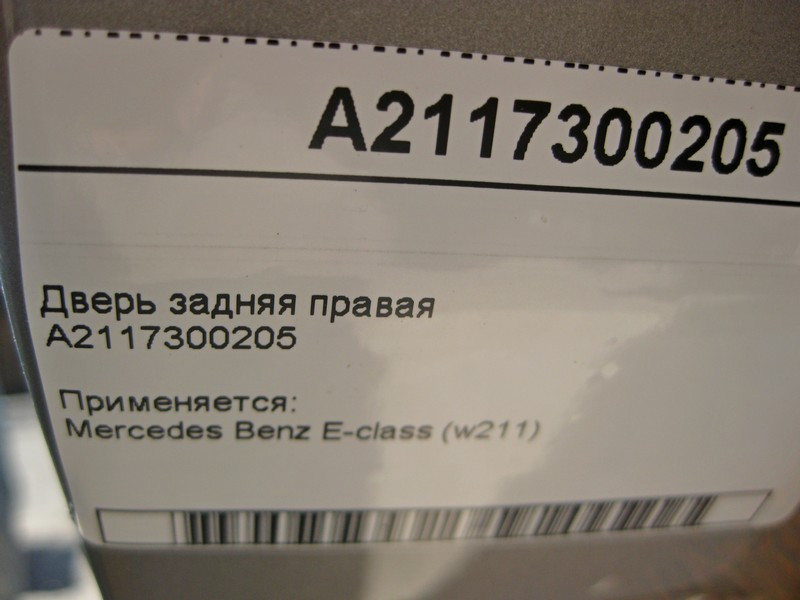 A2117300205
Дверь задняя правая
A2117300205
Применяется:
Mercedes Benz E-class (w211)